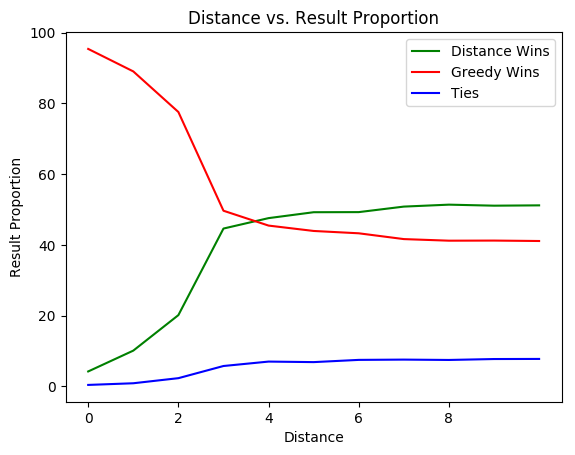 Distance vs. Result Proportion
100
80
60
40
20
0
Result Proportion
Distance Wins
Greedy Wins
Ties
0 2 4 6 8
Distance